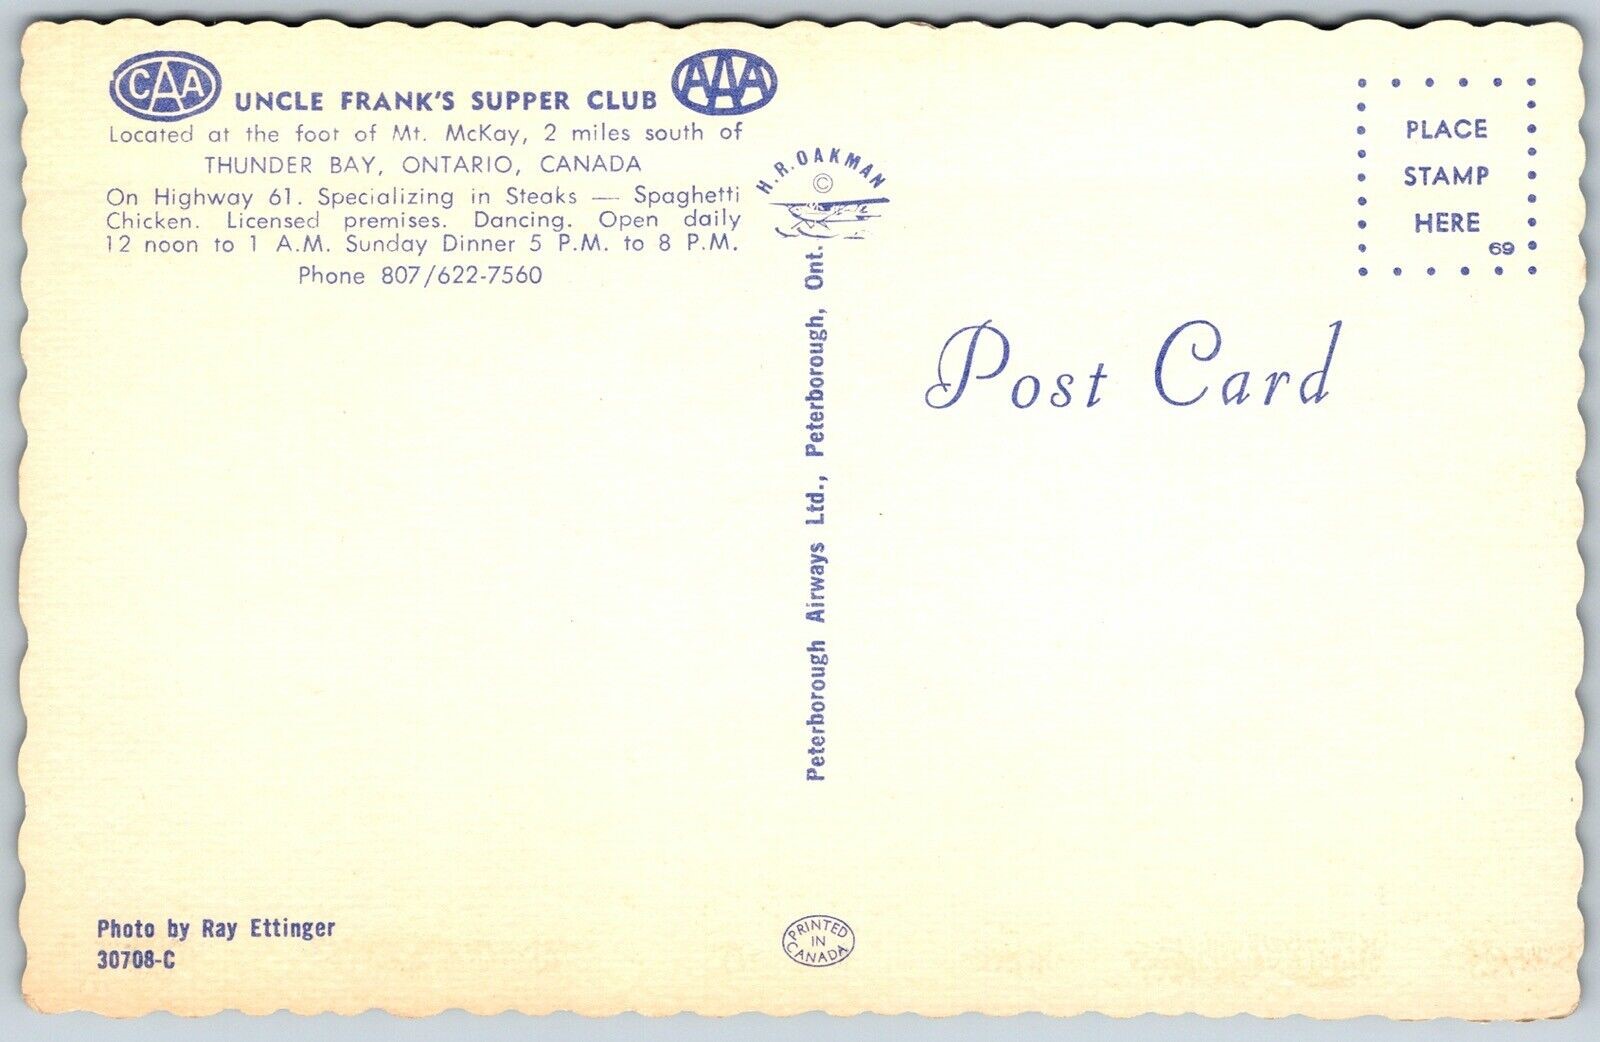 CAA UNCLE FRANK'S SUPPER CLUB AAA
Located at the foot of Mt. McKay, 2 miles south of
THUNDER BAY, ONTARIO, CANADA
On Highway 61. Specializing in Steaks — Spaghetti
Chicken. Licensed premises. Dancing. Open daily
12 noon to 1 A.M. Sunday Dinner 5 P.M. to 8 P.M.
Phone 807/622-7560
Photo by Ray Ettinger
30708-C
H.R. OAKMAN
©
Peterborough Airways Ltd., Peterborough, Ont.
PRINTED
IN
CANADA
PLACE
STAMP
HERE
69
Post Card